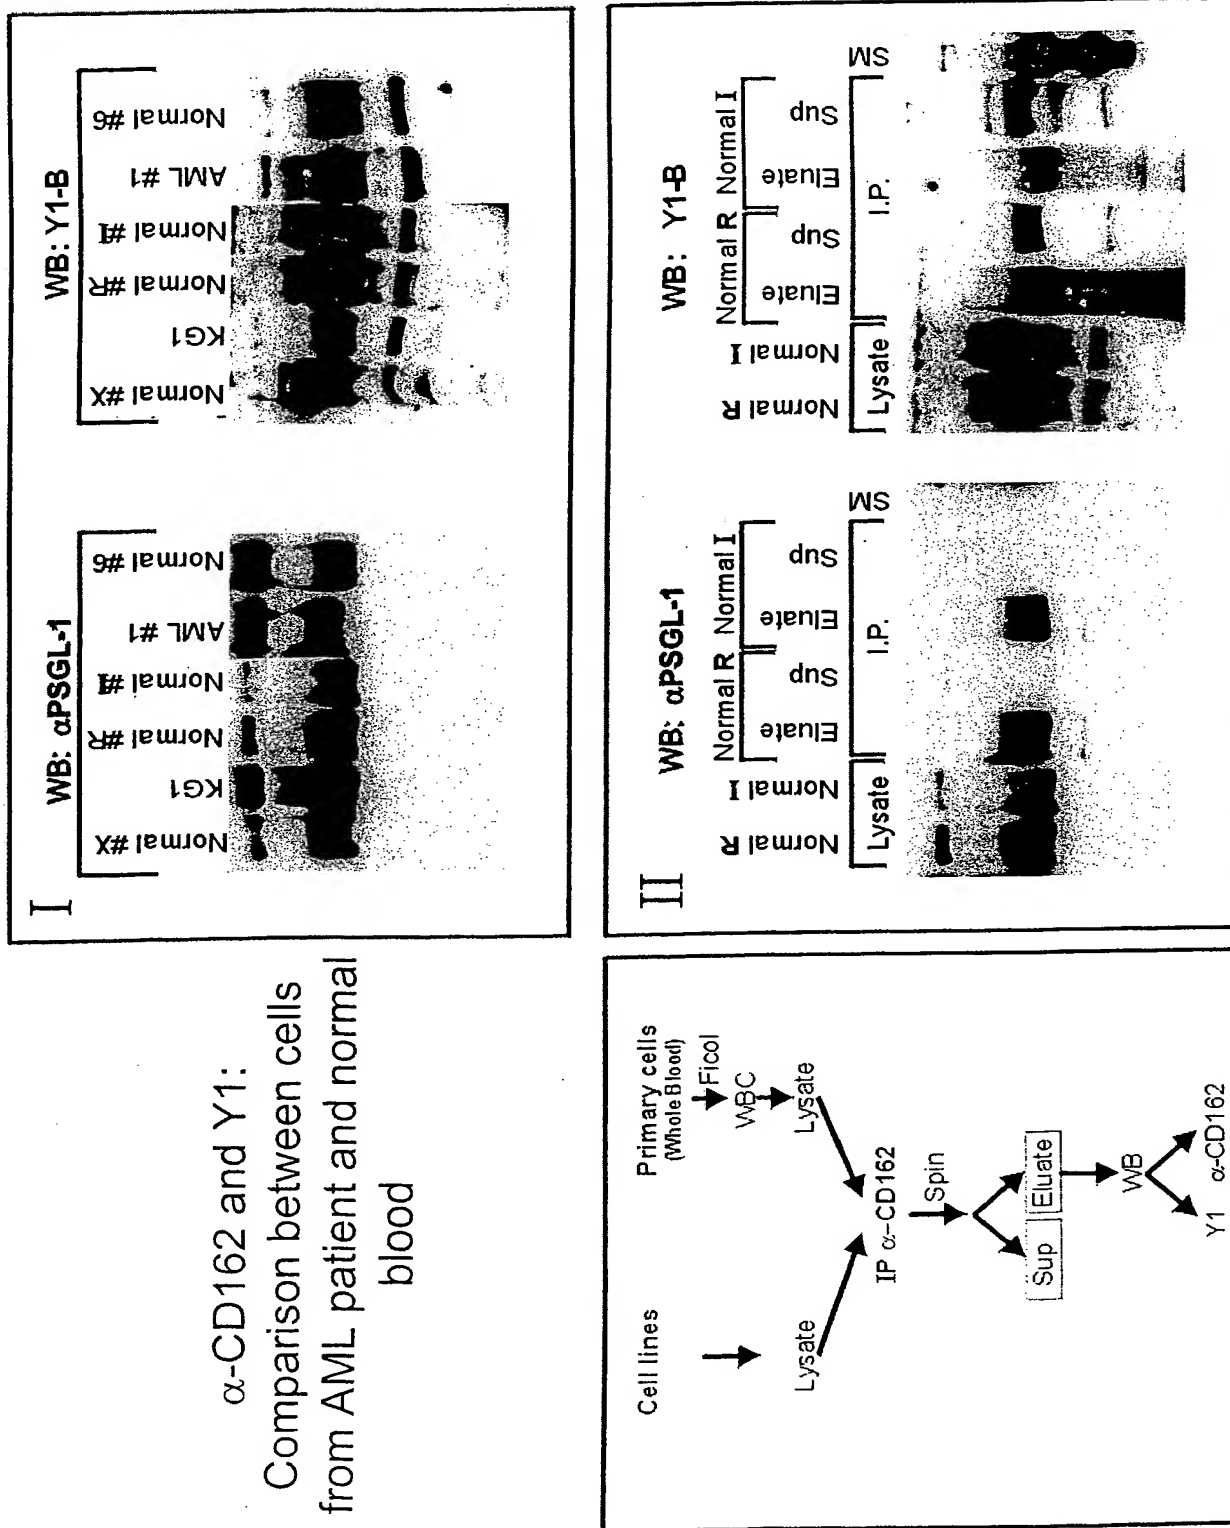 α-CD162 and Y1:
Comparison between cells
from AML patient and normal
blood
I
WB: αPSGL-1
Normal #X
KG1
Normal #R
Normal #I
AML #1
Normal #6
WB: Y1-B
Normal #X
KG1
Normal #R
Normal #I
AML #1
Normal #6
Cell lines
Lysate
Primary cells
(Whole Blood)
Ficol
WBC
Lysate
IP α-CD162
Spin
Sup
Eluate
WB
Y1
α-CD162
II
WB: αPSGL-1
Normal R Normal I
Normal R
Normal I
Eluate
Sup
Eluate
Sup
SM
Lysate
I.P.
WB: Y1-B
Normal R Normal I
Normal R
Normal I
Eluate
Sup
Eluate
Sup
SM
Lysate
I.P.